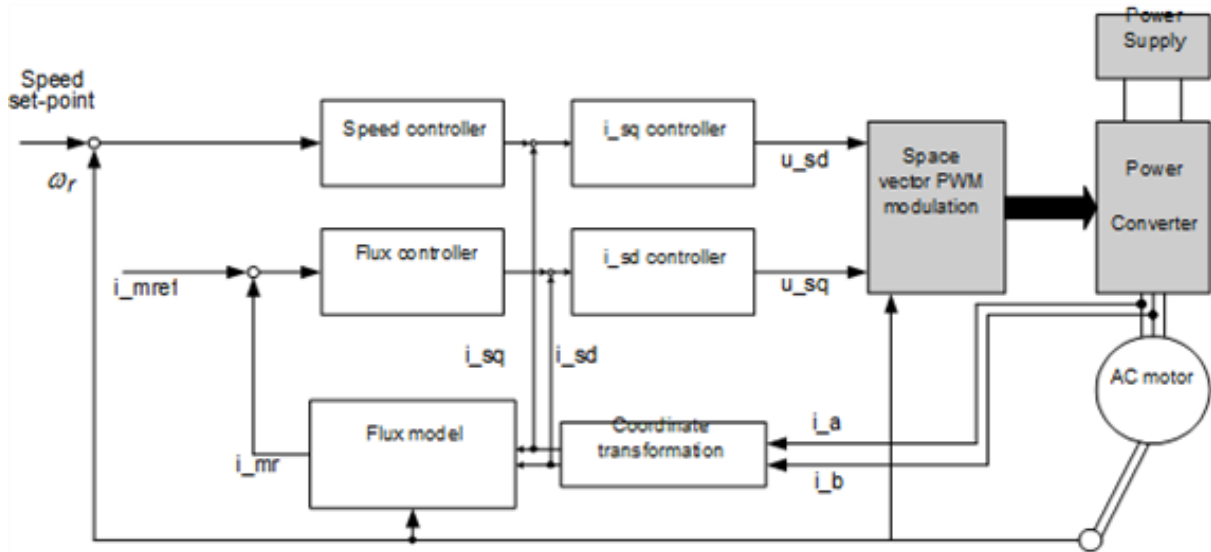 Power
Supply
Speed
set-point
Speed controller
i_sq controller
u_sd
Space
vector PWM
modulation
Power
Converter
ω_r
Flux controller
i_sd controller
i_mref
u_sq
i_sq
i_sd
AC motor
Flux model
Coordinate
transformation
i_a
i_mr
i_b